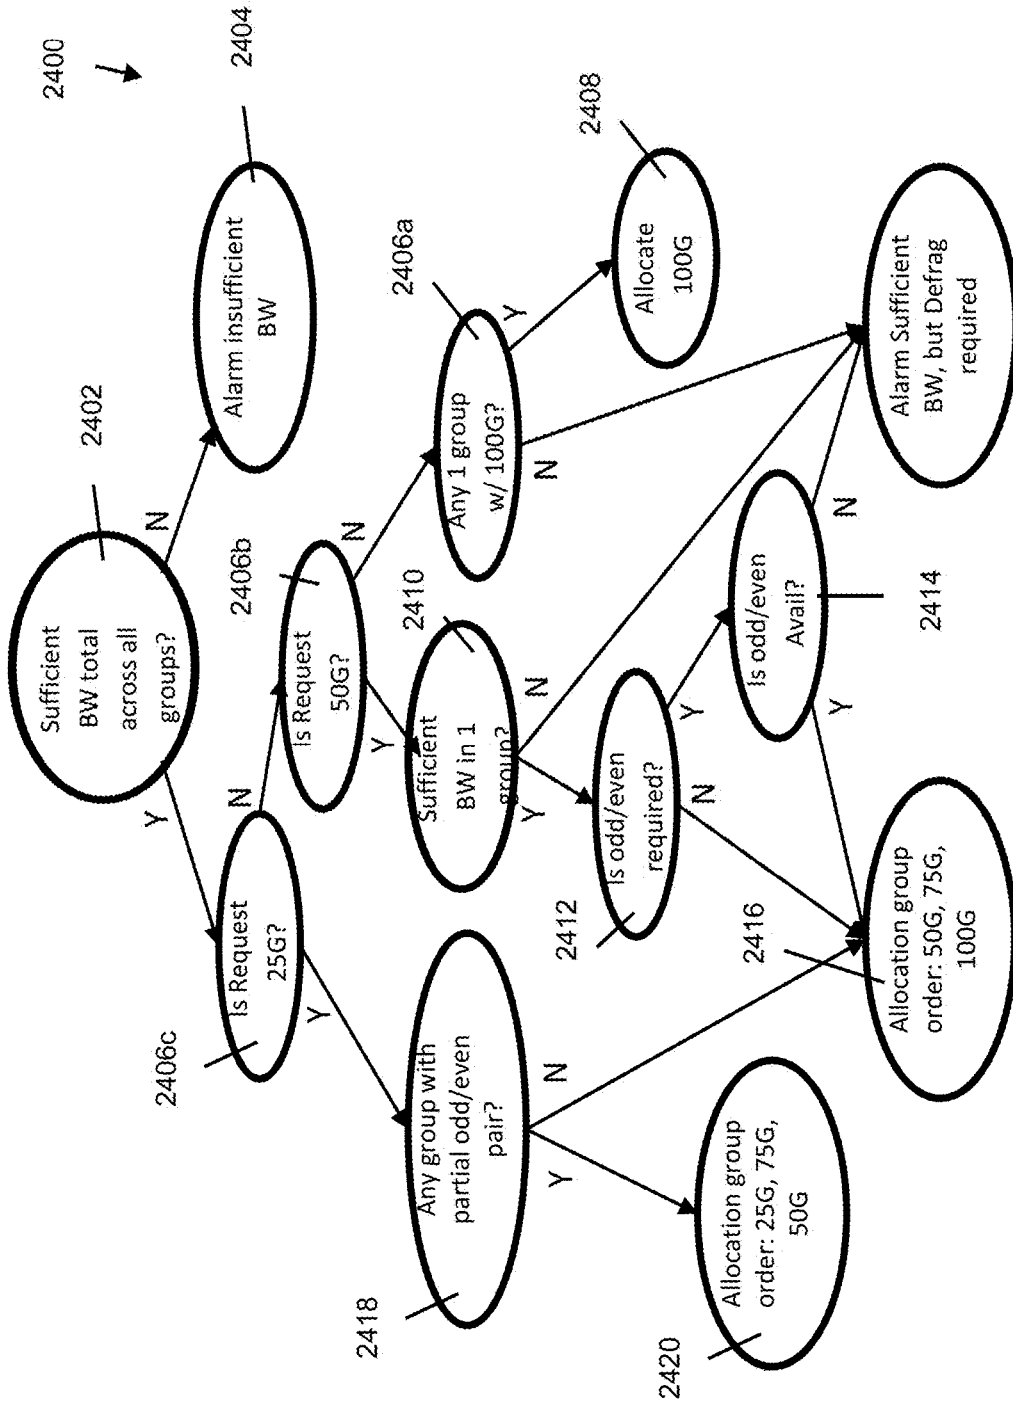 2400
2402
Sufficient
BW total
across all
groups?
Y
N
2404
Alarm insufficient
BW
2406c
Is Request
25G?
N
Y
2406b
Is Request
50G?
N
Y
2406a
Any 1 group
w/ 100G?
Y
N
2408
Allocate
100G
2410
Sufficient
BW in 1
group?
Y
N
2418
Any group with
partial odd/even
pair?
Y
N
2412
Is odd/even
required?
Y
N
2414
Is odd/even
Avail?
Y
N
2420
Allocation group
order: 25G, 75G,
50G
2416
Allocation group
order: 50G, 75G,
100G
Alarm Sufficient
BW, but Defrag
required